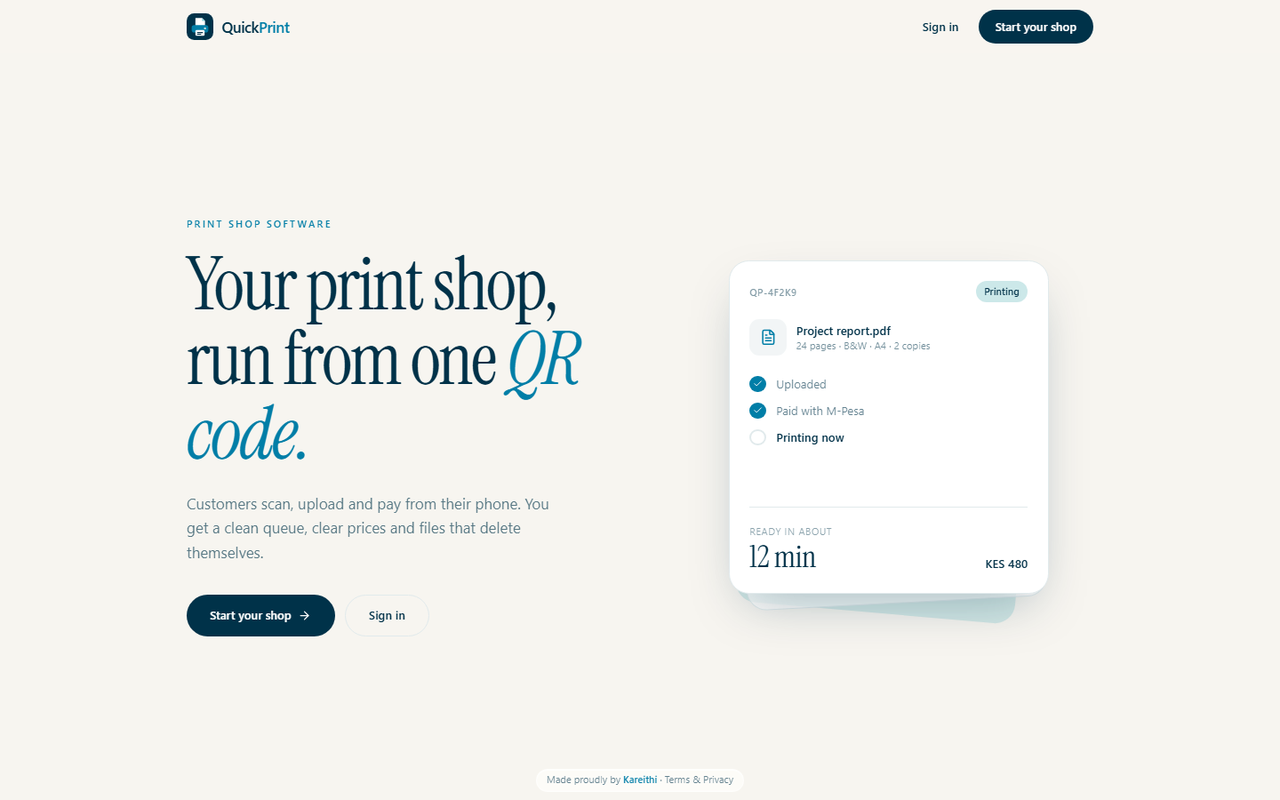 QuickPrint
Sign in
Start your shop
PRINT SHOP SOFTWARE
Your print shop,
run from one QR
code.
Customers scan, upload and pay from their phone. You
get a clean queue, clear prices and files that delete
themselves.
Start your shop →
Sign in
QP-4F2K9
Printing
Project report.pdf
24 pages · B&W · A4 · 2 copies
Uploaded
Paid with M-Pesa
Printing now
READY IN ABOUT
12 min
KES 480
Made proudly by Kareithi · Terms & Privacy